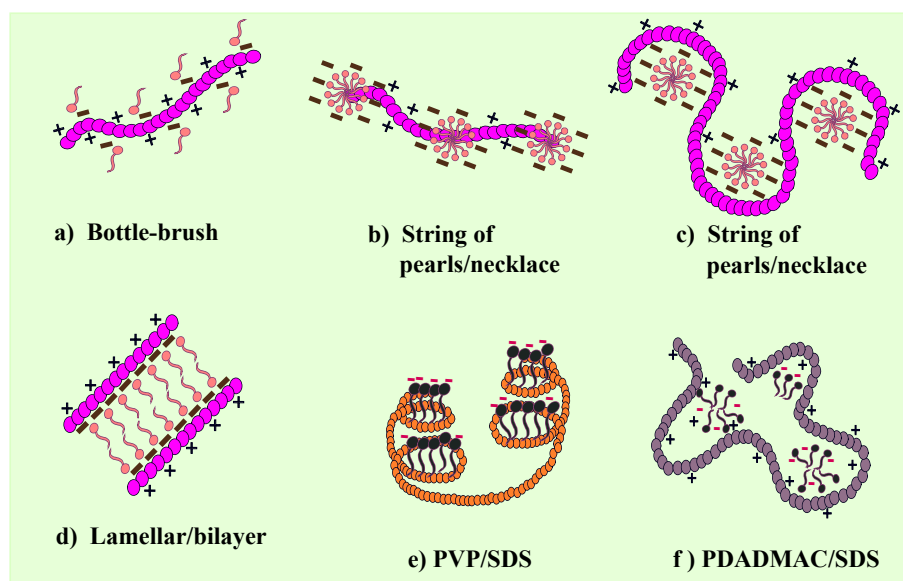 a) Bottle-brush
b) String of
pearls/necklace
c) String of
pearls/necklace
d) Lamellar/bilayer
e) PVP/SDS
f ) PDADMAC/SDS